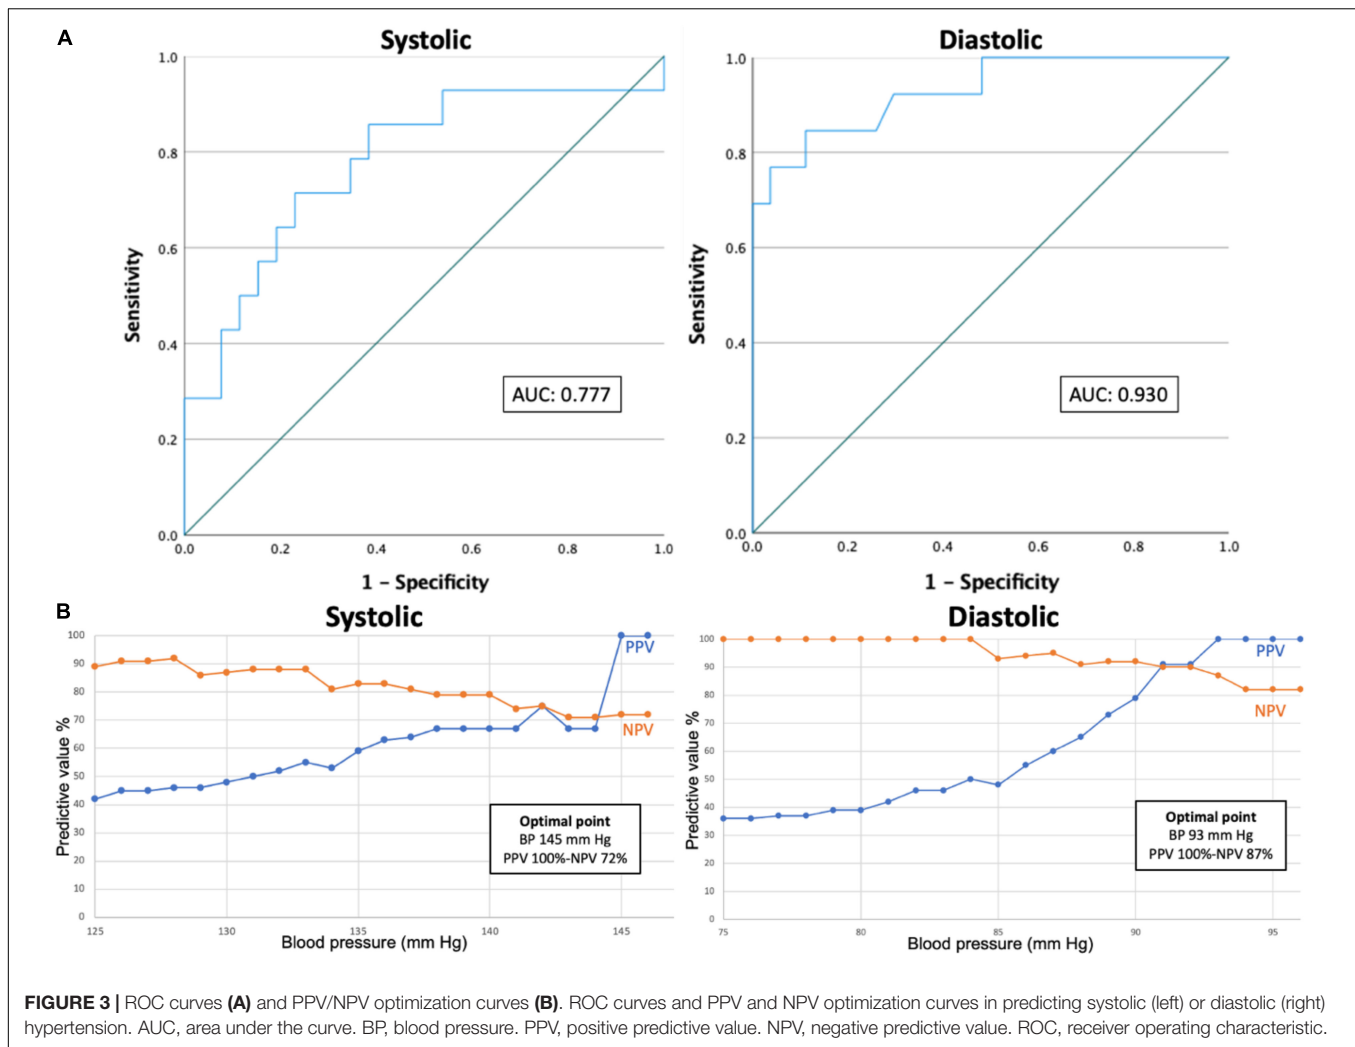 A
Systolic
Diastolic
1.0
0.8
0.6
0.4
0.2
0.0
Sensitivity
AUC: 0.777
0.0 0.2 0.4 0.6 0.8 1.0
1 – Specificity
1.0
0.8
0.6
0.4
0.2
0.0
Sensitivity
AUC: 0.930
0.0 0.2 0.4 0.6 0.8 1.0
1 – Specificity
B
Systolic
100
90
80
70
60
50
40
30
20
10
0
Predictive value %
PPV
NPV
Optimal point
BP 145 mm Hg
PPV 100%-NPV 72%
125 130 135 140 145
Blood pressure (mm Hg)
Diastolic
100
90
80
70
60
50
40
30
20
10
0
Predictive value %
PPV
NPV
Optimal point
BP 93 mm Hg
PPV 100%-NPV 87%
75 80 85 90 95
Blood pressure (mm Hg)
FIGURE 3 | ROC curves (A) and PPV/NPV optimization curves (B). ROC curves and PPV and NPV optimization curves in predicting systolic (left) or diastolic (right)
hypertension. AUC, area under the curve. BP, blood pressure. PPV, positive predictive value. NPV, negative predictive value. ROC, receiver operating characteristic.